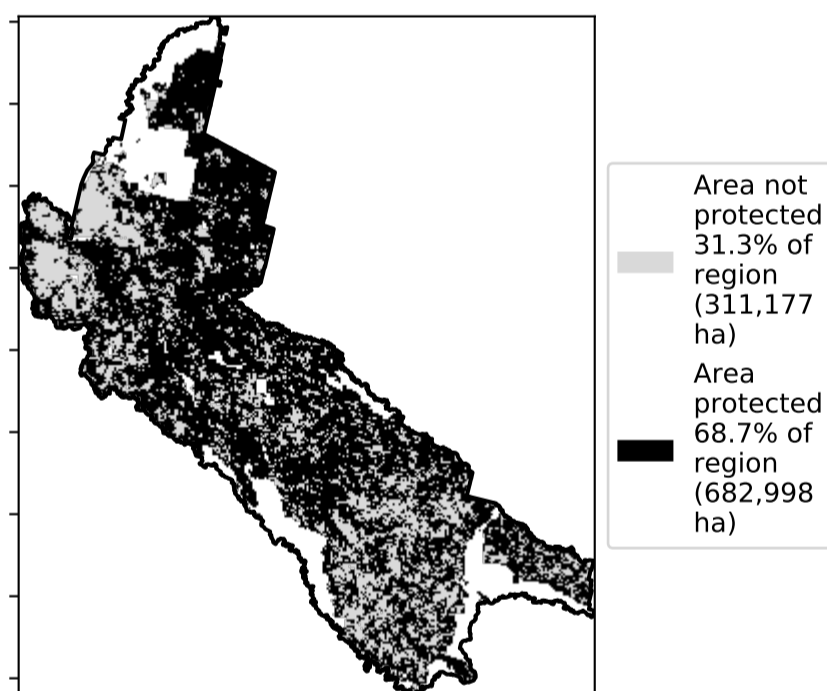 Area not
protected
31.3% of
region
(311,177
ha)
Area
protected
68.7% of
region
(682,998
ha)